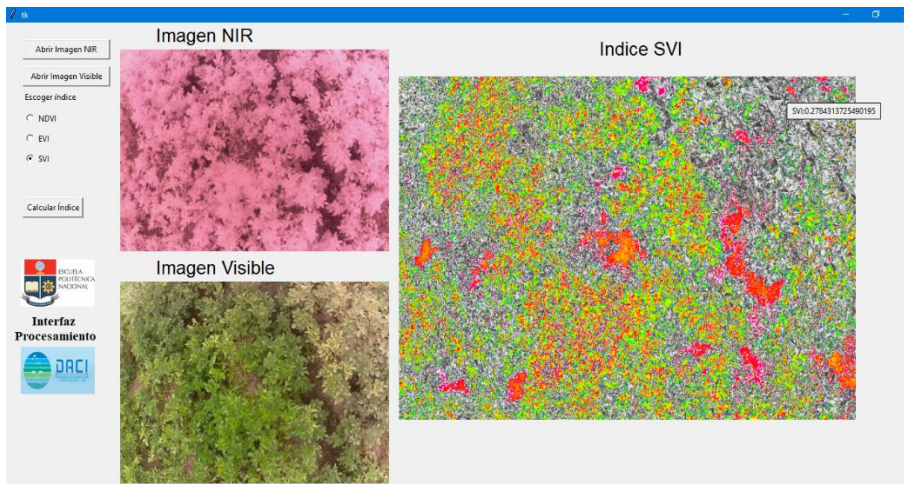 tk
Abrir Imagen NIR
Abrir Imagen Visible
Escoger índice
NDVI
EVI
SVI
Calcular Índice
ESCUELA
POLITÉCNICA
NACIONAL
Interfaz
Procesamiento
DACI
Imagen NIR
Imagen Visible
Indice SVI
SVI:0.2784313725490195